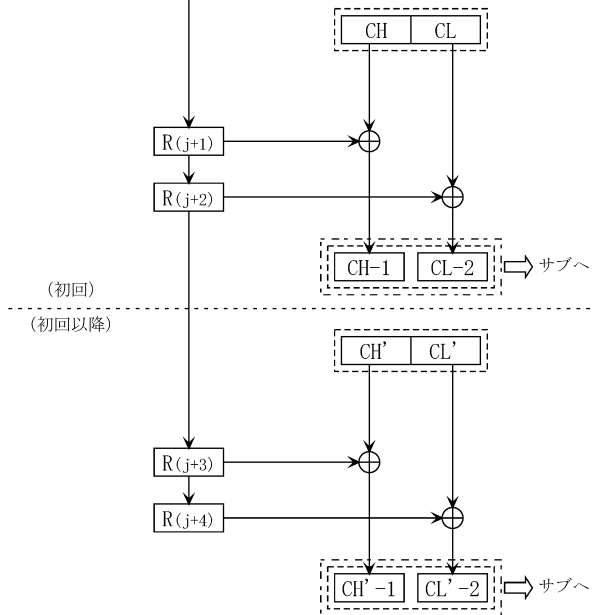 CH CL
R(j+1)
R(j+2)
CH-1 CL-2 サブへ
(初回)
(初回以降)
CH' CL'
R(j+3)
R(j+4)
CH'-1 CL'-2 サブへ